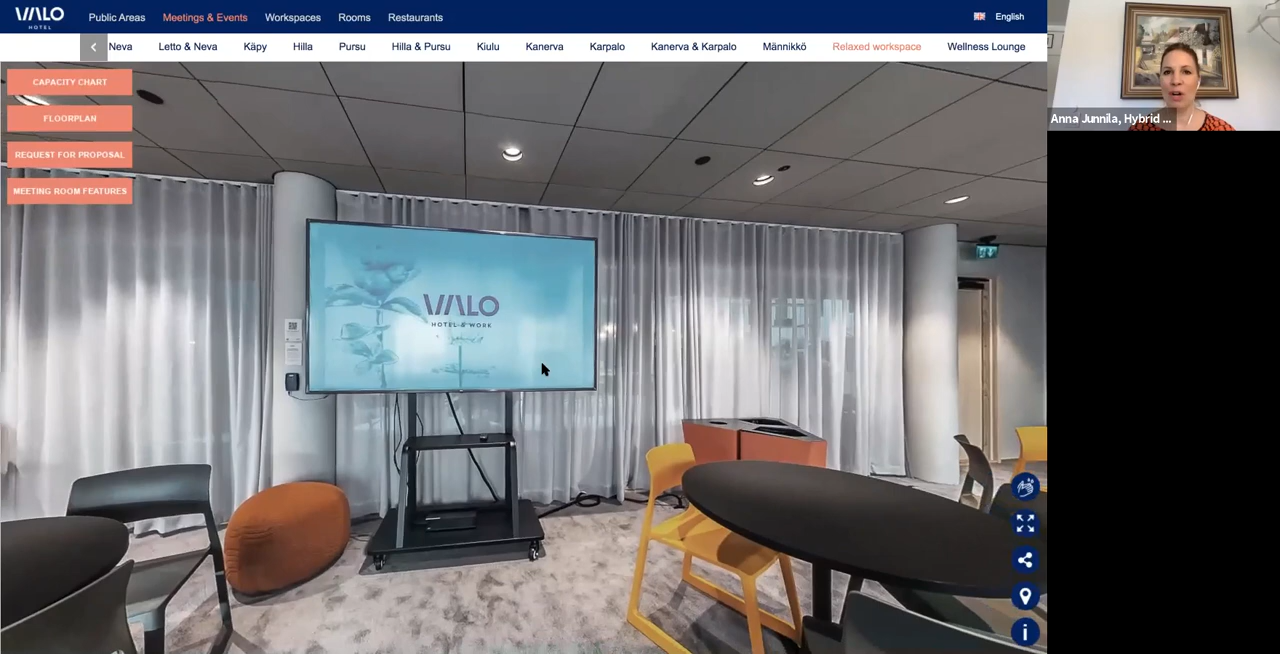 VALO
HOTEL
Public Areas
Meetings & Events
Workspaces
Rooms
Restaurants
English
Neva
Letto & Neva
Käpy
Hilla
Pursu
Hilla & Pursu
Kiulu
Kanerva
Karpalo
Kanerva & Karpalo
Männikkö
Relaxed workspace
Wellness Lounge
CAPACITY CHART
FLOORPLAN
REQUEST FOR PROPOSAL
MEETING ROOM FEATURES
VALO
HOTEL & WORK
Anna Junnila, Hybrid ...